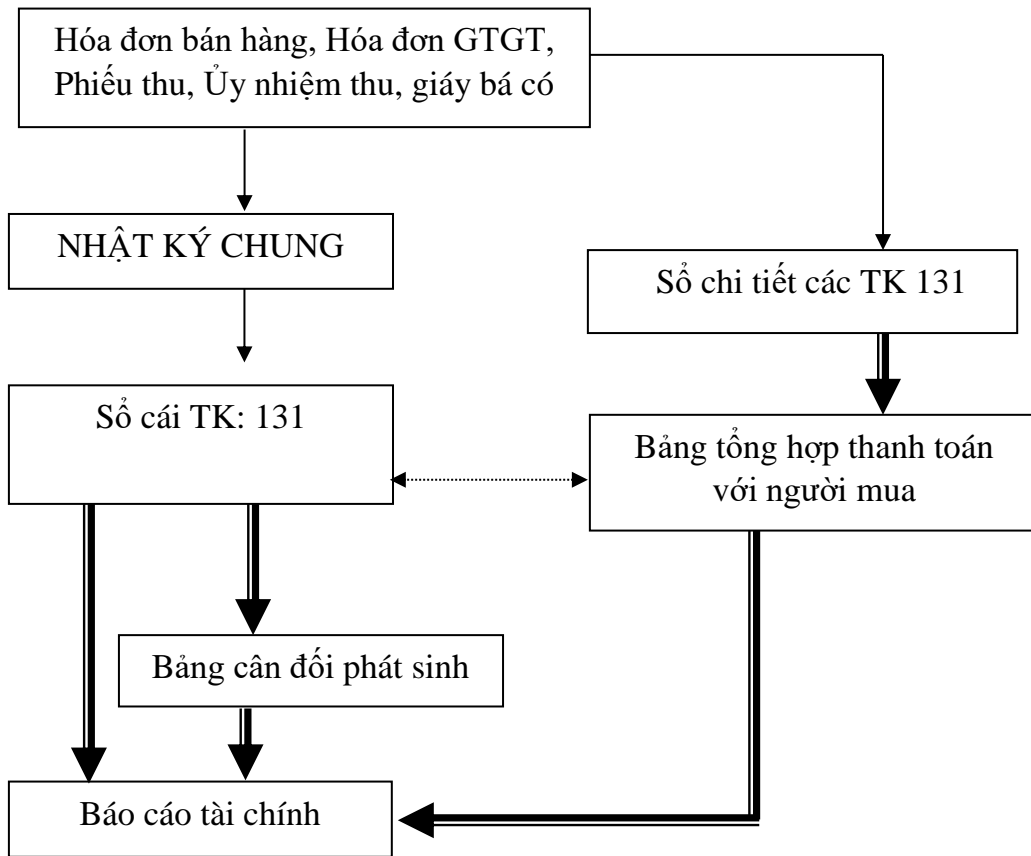 Hóa đơn bán hàng, Hóa đơn GTGT,
Phiếu thu, Ủy nhiệm thu, giáy bá có
NHẬT KÝ CHUNG
Sổ chi tiết các TK 131
Sổ cái TK: 131
Bảng tổng hợp thanh toán
với người mua
Bảng cân đối phát sinh
Báo cáo tài chính